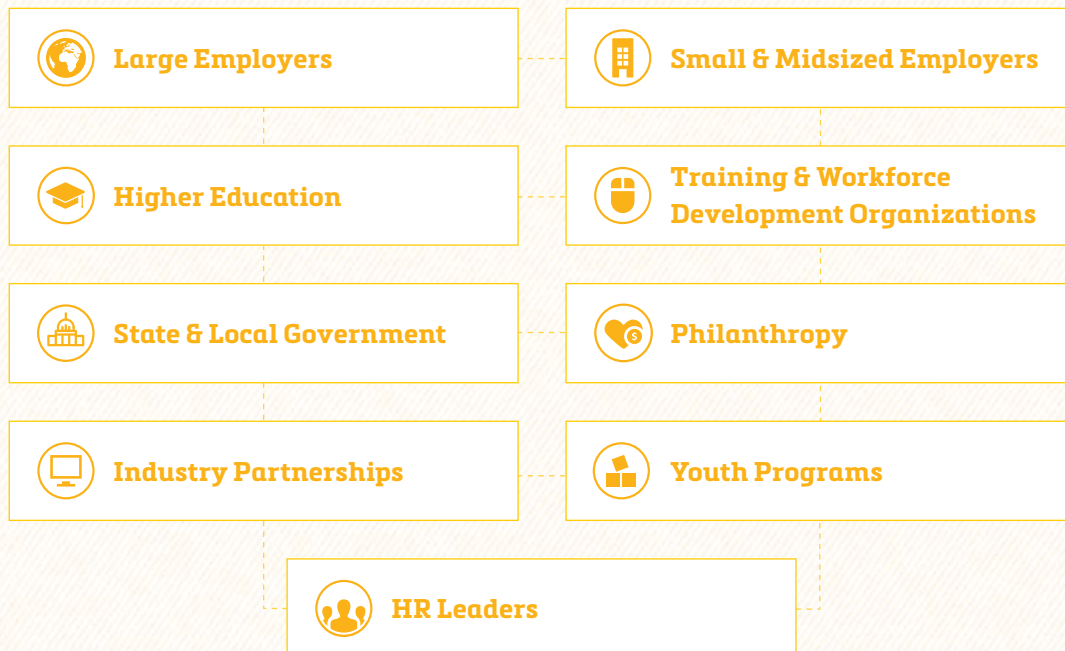 Large Employers
Small & Midsized Employers
Higher Education
Training & Workforce
Development Organizations
State & Local Government
Philanthropy
$
Industry Partnerships
Youth Programs
HR Leaders